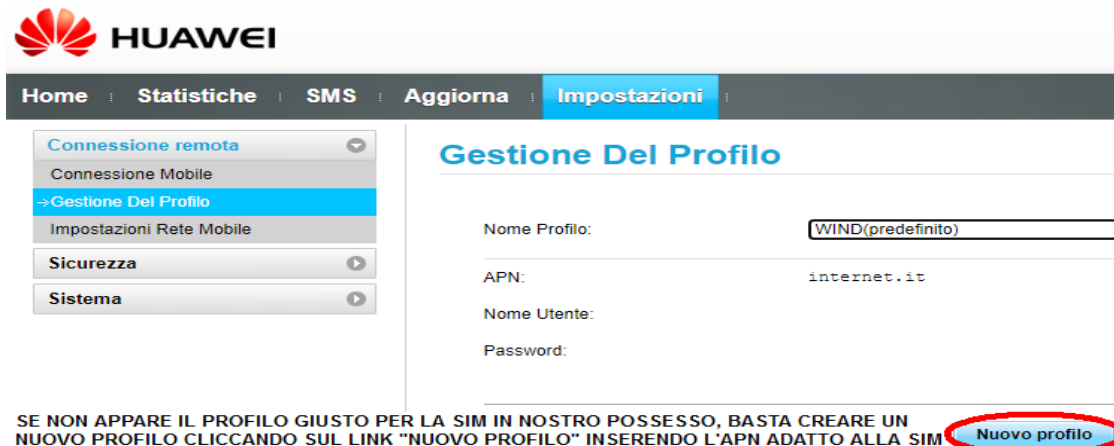 HUAWEI
Home Statistiche SMS Aggiorna Impostazioni
Connessione remota
Connessione Mobile
→Gestione Del Profilo
Impostazioni Rete Mobile
Sicurezza
Sistema
Gestione Del Profilo
Nome Profilo: WIND(predefinito)
APN: internet.it
Nome Utente:
Password:
SE NON APPARE IL PROFILO GIUSTO PER LA SIM IN NOSTRO POSSESSO, BASTA CREARE UN
NUOVO PROFILO CLICCANDO SUL LINK "NUOVO PROFILO" INSERENDO L'APN ADATTO ALLA SIM
Nuovo profilo